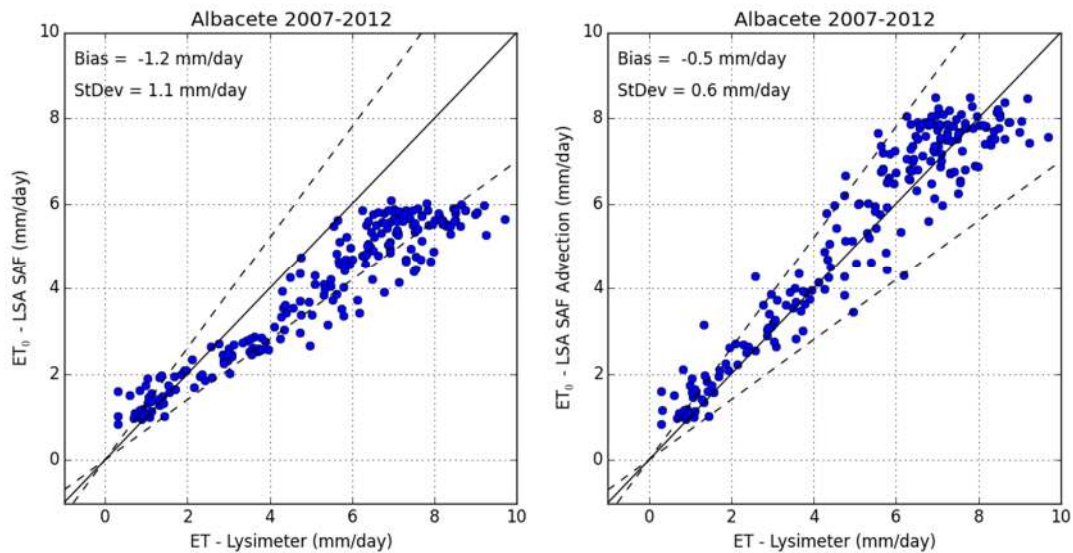 Albacete 2007-2012
Bias = -1.2 mm/day
StDev = 1.1 mm/day
ET₀ - LSA SAF (mm/day)
10
8
6
4
2
0
0 2 4 6 8 10
ET - Lysimeter (mm/day)
Albacete 2007-2012
Bias = -0.5 mm/day
StDev = 0.6 mm/day
ET₀ - LSA SAF Advection (mm/day)
10
8
6
4
2
0
0 2 4 6 8 10
ET - Lysimeter (mm/day)